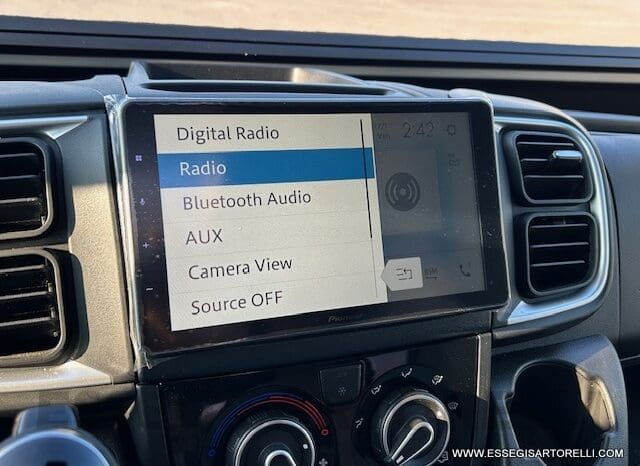 Digital Radio
2:42
Radio
Bluetooth Audio
AUX
Camera View
Source OFF
Pioneer
WWW.ESSEGISARTORELLI.COM